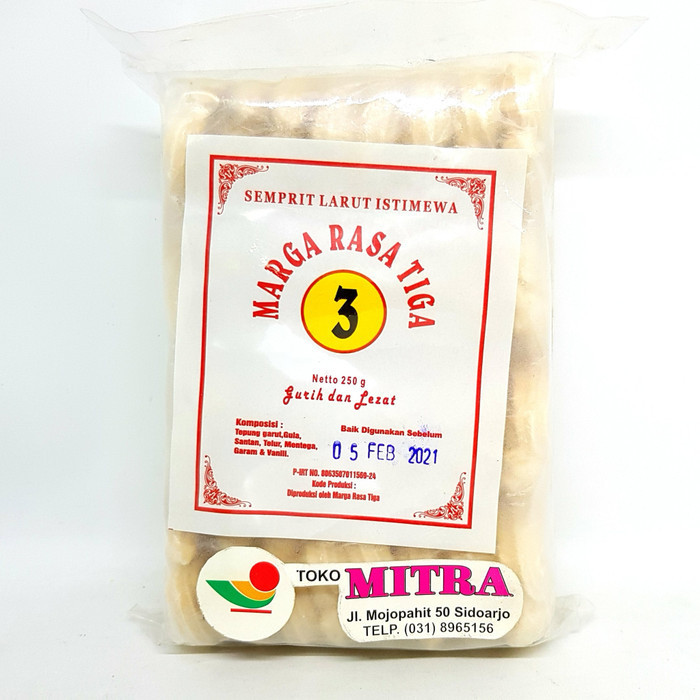 SEMPRIT LARUT ISTIMEWA
MARGA RASA TIGA
3
Netto 250 g
Gurih dan Lezat
Komposisi :
Tepung garut,Gula,
Santan, Telur, Mentega,
Garam & Vanili.
Baik Digunakan Sebelum
05 FEB 2021
P-IRT NO. 8063507011569-24
Kode Produksi :
Diproduksi oleh Marga Rasa Tiga
TOKO MITRA
Jl. Mojopahit 50 Sidoarjo
TELP. (031) 8965156